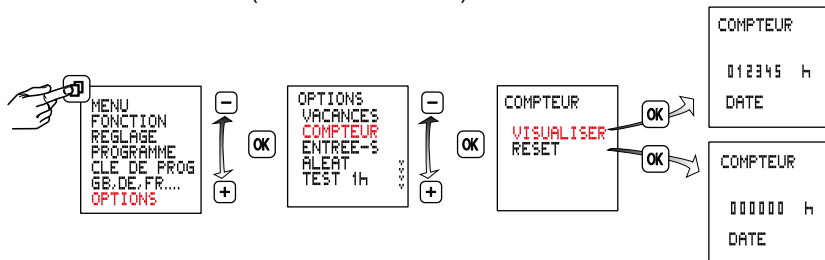 MENU
FONCTION
REGLAGE
PROGRAMME
CLE DE PROG
GB,DE,FR....
OPTIONS
−
+
OK
OPTIONS
VACANCES
COMPTEUR
ENTREE-S
ALEAT
TEST 1h
−
+
OK
COMPTEUR
VISUALISER
RESET
OK
OK
COMPTEUR
012345 h
DATE
COMPTEUR
000000 h
DATE